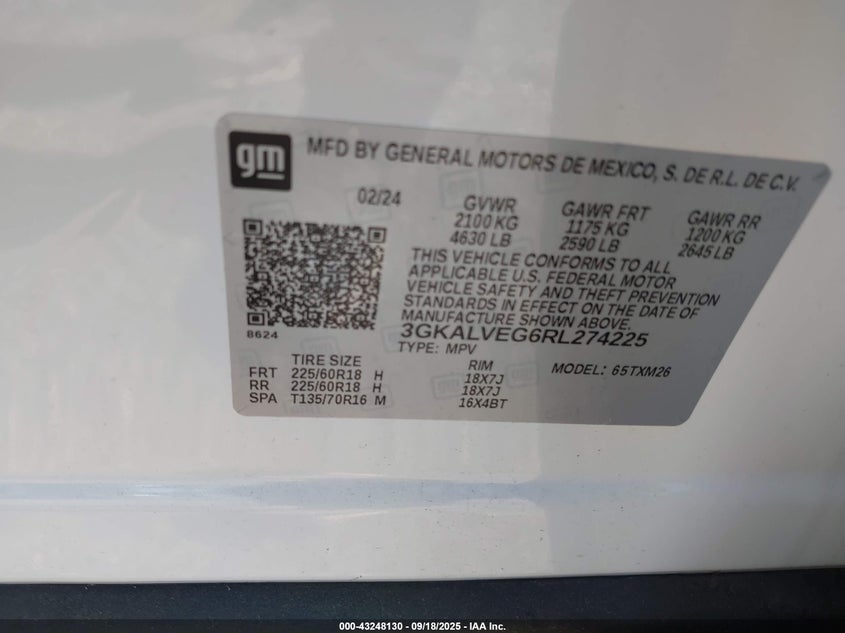 gm
MFD BY GENERAL MOTORS DE MEXICO, S. DE R.L. DE C.V.
02/24
GVWR
2100 KG
4630 LB
GAWR FRT
1175 KG
2590 LB
GAWR RR
1200 KG
2645 LB
THIS VEHICLE CONFORMS TO ALL
APPLICABLE U.S. FEDERAL MOTOR
VEHICLE SAFETY AND THEFT PREVENTION
STANDARDS IN EFFECT ON THE DATE OF
MANUFACTURE SHOWN ABOVE.
8624
3GKALVEG6RL274225
TYPE: MPV
TIRE SIZE RIM MODEL: 65TXM26
FRT 225/60R18 H 18X7J
RR 225/60R18 H 18X7J
SPA T135/70R16 M 16X4BT
000-43248130 - 09/18/2025 - IAA Inc.